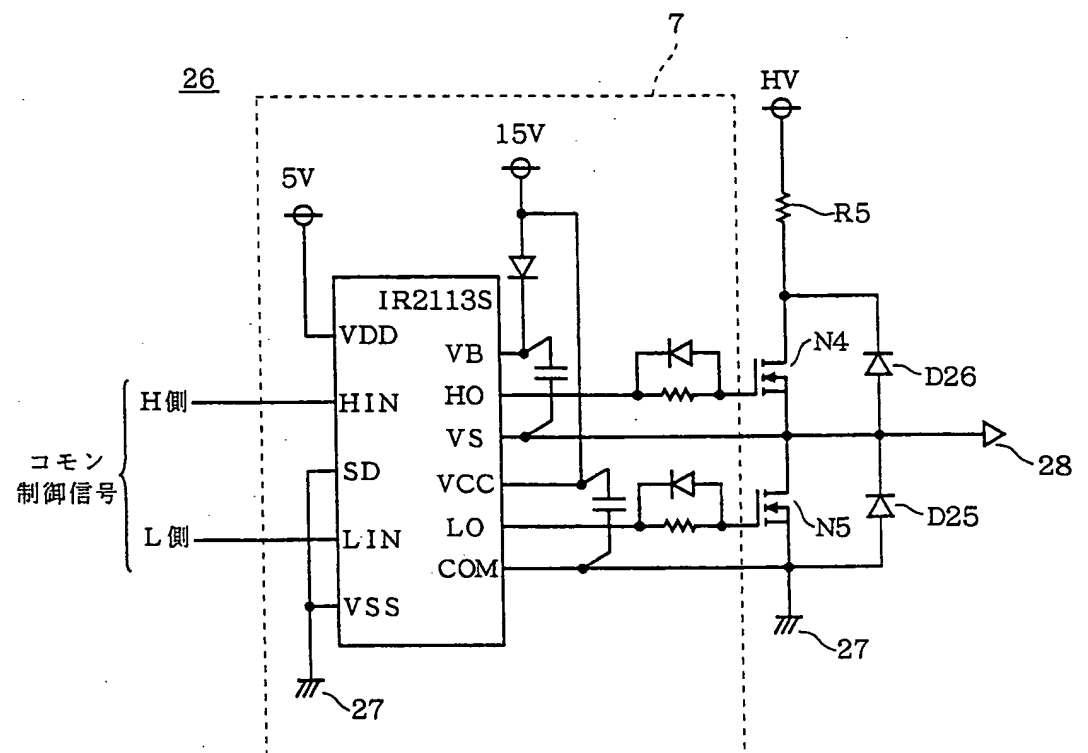 7
26
HV
15V
5V
R5
IR2113S
VDD
VB
N4
D26
H側
HIN
HO
VS
28
コモン
制御信号
SD
VCC
D25
N5
L側
LIN
LO
COM
VSS
27
27